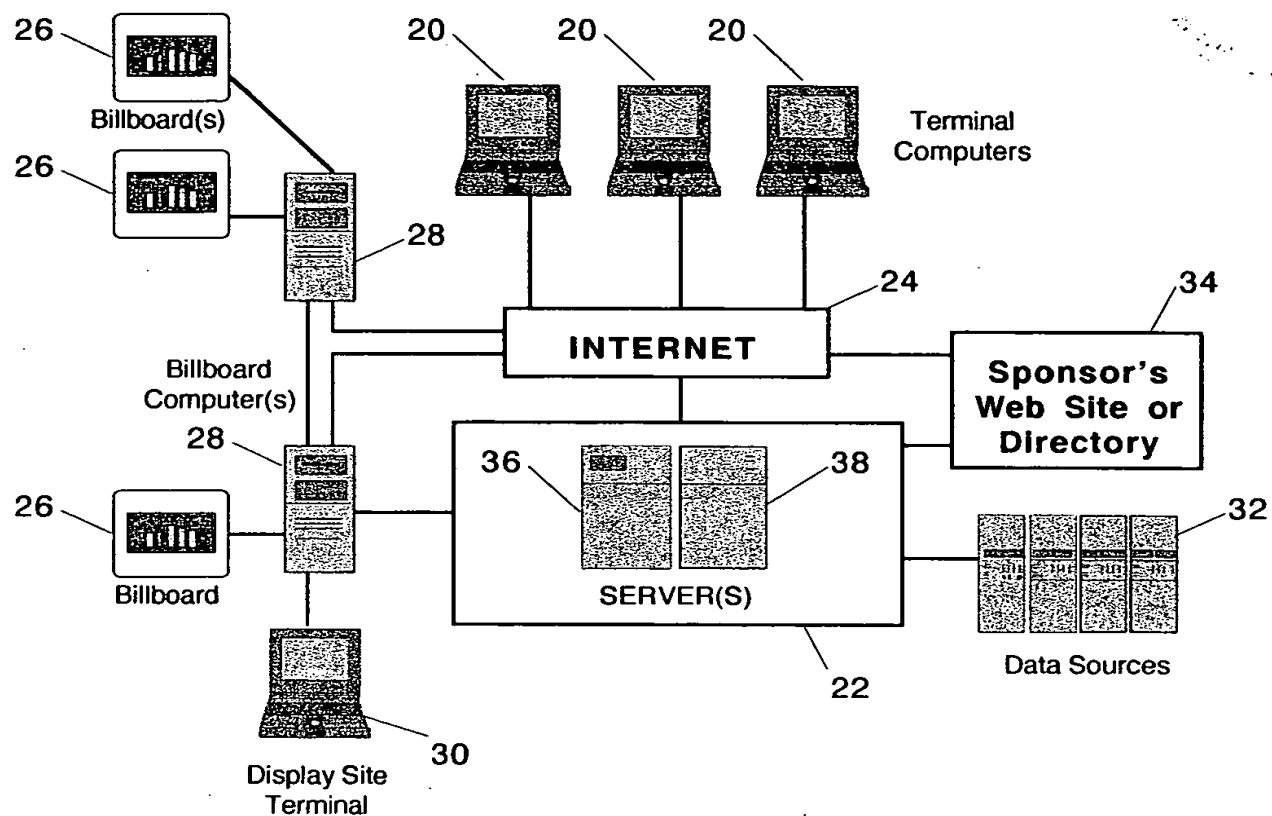 26
20
20
20
Billboard(s)
Terminal
Computers
26
28
24
34
INTERNET
Sponsor's
Web Site or
Directory
Billboard
Computer(s)
28
36
38
26
32
Billboard
SERVER(S)
Data Sources
22
30
Display Site
Terminal